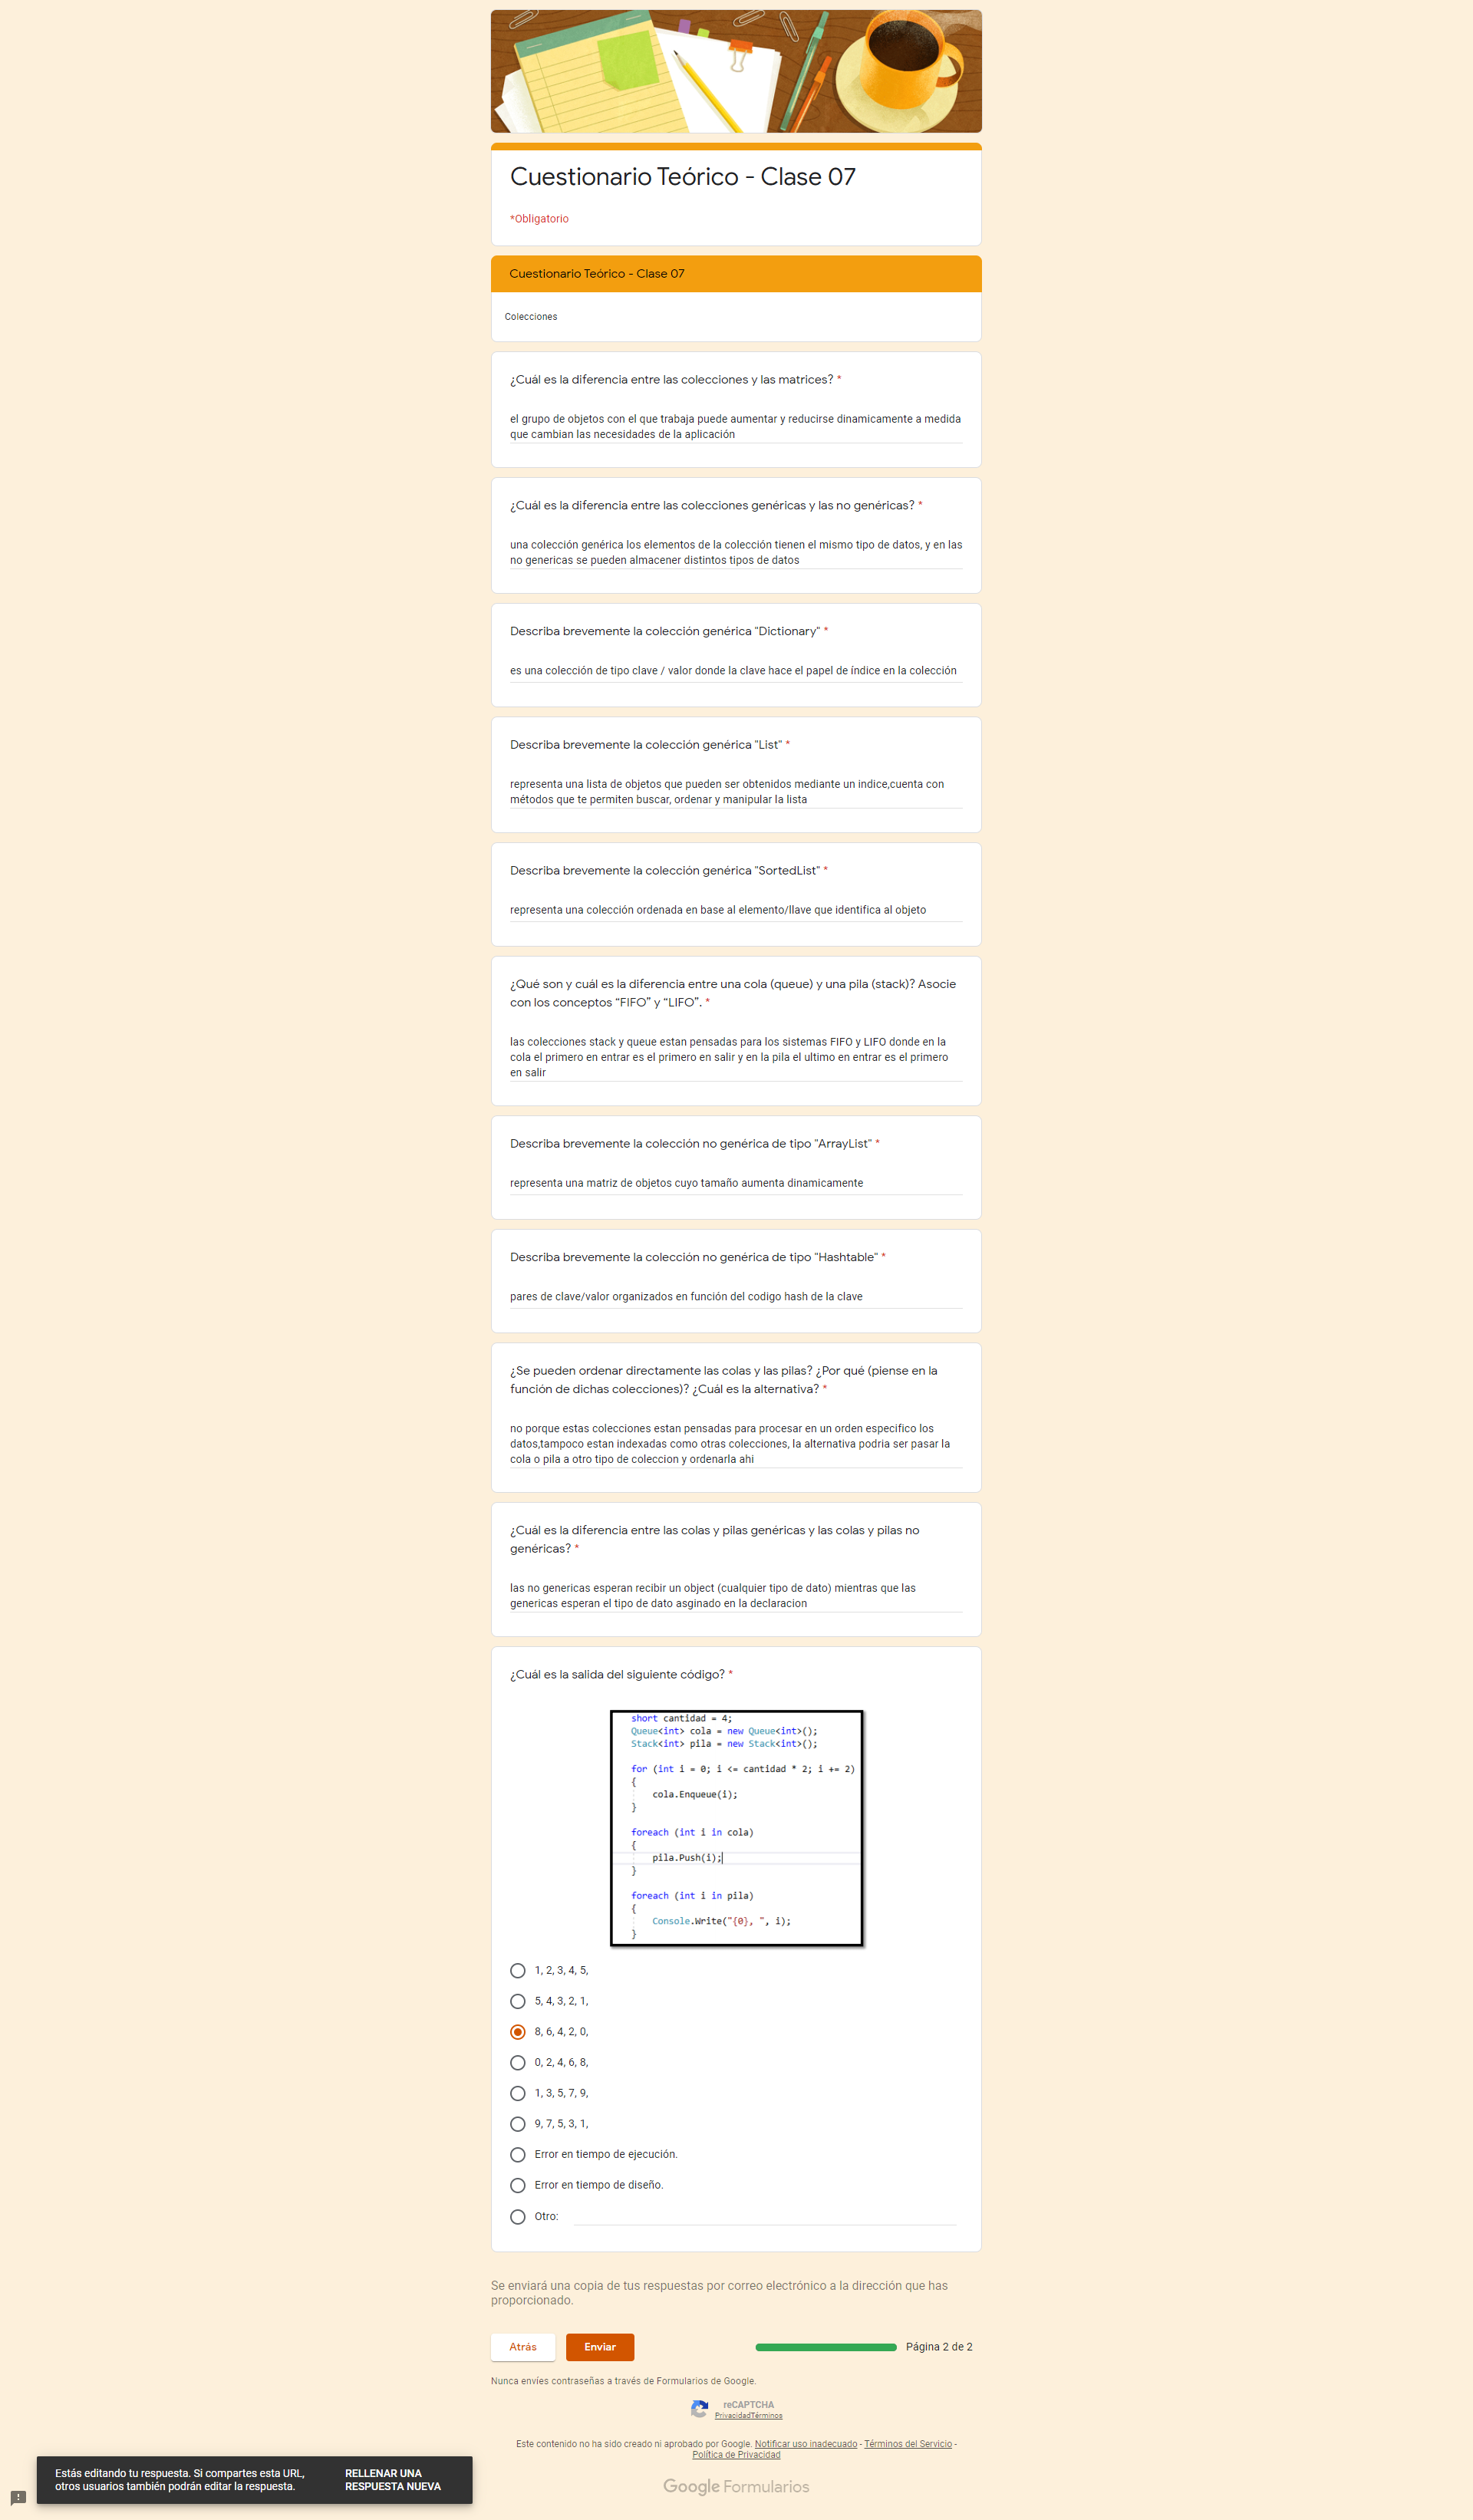 Cuestionario Teórico - Clase 07
*Obligatorio
Cuestionario Teórico - Clase 07
Colecciones
¿Cuál es la diferencia entre las colecciones y las matrices? *
el grupo de objetos con el que trabaja puede aumentar y reducirse dinamicamente a medida
que cambian las necesidades de la aplicación
¿Cuál es la diferencia entre las colecciones genéricas y las no genéricas? *
una colección genérica los elementos de la colección tienen el mismo tipo de datos, y en las
no genericas se pueden almacener distintos tipos de datos
Describa brevemente la colección genérica "Dictionary" *
es una colección de tipo clave / valor donde la clave hace el papel de índice en la colección
Describa brevemente la colección genérica "List" *
representa una lista de objetos que pueden ser obtenidos mediante un indice,cuenta con
métodos que te permiten buscar, ordenar y manipular la lista
Describa brevemente la colección genérica "SortedList" *
representa una colección ordenada en base al elemento/llave que identifica al objeto
¿Qué son y cuál es la diferencia entre una cola (queue) y una pila (stack)? Asocie
con los conceptos “FIFO” y “LIFO”. *
las colecciones stack y queue estan pensadas para los sistemas FIFO y LIFO donde en la
cola el primero en entrar es el primero en salir y en la pila el ultimo en entrar es el primero
en salir
Describa brevemente la colección no genérica de tipo "ArrayList" *
representa una matriz de objetos cuyo tamaño aumenta dinamicamente
Describa brevemente la colección no genérica de tipo "Hashtable" *
pares de clave/valor organizados en función del codigo hash de la clave
¿Se pueden ordenar directamente las colas y las pilas? ¿Por qué (piense en la
función de dichas colecciones)? ¿Cuál es la alternativa? *
no porque estas colecciones estan pensadas para procesar en un orden especifico los
datos,tampoco estan indexadas como otras colecciones, la alternativa podria ser pasar la
cola o pila a otro tipo de coleccion y ordenarla ahi
¿Cuál es la diferencia entre las colas y pilas genéricas y las colas y pilas no
genéricas? *
las no genericas esperan recibir un object (cualquier tipo de dato) mientras que las
genericas esperan el tipo de dato asginado en la declaracion
¿Cuál es la salida del siguiente código? *
short cantidad = 4;
Queue<int> cola = new Queue<int>();
Stack<int> pila = new Stack<int>();
for (int i = 0; i <= cantidad * 2; i += 2)
{
cola.Enqueue(i);
}
foreach (int i in cola)
{
pila.Push(i);
}
foreach (int i in pila)
{
Console.Write("{0}, ", i);
}
1, 2, 3, 4, 5,
5, 4, 3, 2, 1,
8, 6, 4, 2, 0,
0, 2, 4, 6, 8,
1, 3, 5, 7, 9,
9, 7, 5, 3, 1,
Error en tiempo de ejecución.
Error en tiempo de diseño.
Otro:
Se enviará una copia de tus respuestas por correo electrónico a la dirección que has
proporcionado.
Atrás Enviar Página 2 de 2
Nunca envíes contraseñas a través de Formularios de Google.
reCAPTCHA
PrivacidadTérminos
Este contenido no ha sido creado ni aprobado por Google. Notificar uso inadecuado - Términos del Servicio -
Política de Privacidad
Google Formularios
Estás editando tu respuesta. Si compartes esta URL,
otros usuarios también podrán editar la respuesta.
RELLENAR UNA
RESPUESTA NUEVA